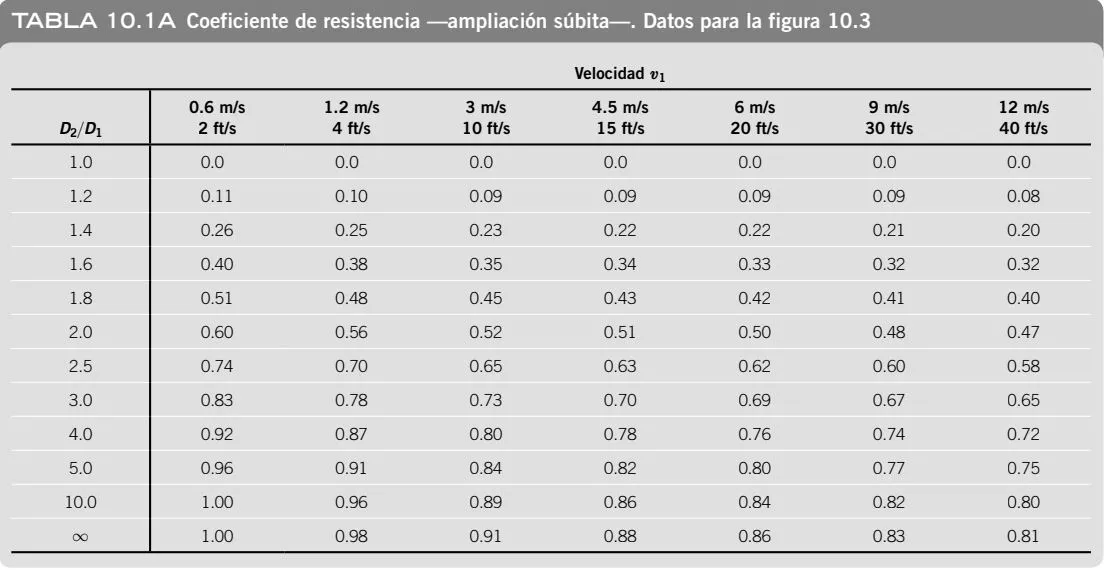 TABLA 10.1A Coeficiente de resistencia —ampliación súbita—. Datos para la figura 10.3
Velocidad v₁
0.6 m/s 1.2 m/s 3 m/s 4.5 m/s 6 m/s 9 m/s 12 m/s
D₂/D₁ 2 ft/s 4 ft/s 10 ft/s 15 ft/s 20 ft/s 30 ft/s 40 ft/s
1.0 0.0 0.0 0.0 0.0 0.0 0.0 0.0
1.2 0.11 0.10 0.09 0.09 0.09 0.09 0.08
1.4 0.26 0.25 0.23 0.22 0.22 0.21 0.20
1.6 0.40 0.38 0.35 0.34 0.33 0.32 0.32
1.8 0.51 0.48 0.45 0.43 0.42 0.41 0.40
2.0 0.60 0.56 0.52 0.51 0.50 0.48 0.47
2.5 0.74 0.70 0.65 0.63 0.62 0.60 0.58
3.0 0.83 0.78 0.73 0.70 0.69 0.67 0.65
4.0 0.92 0.87 0.80 0.78 0.76 0.74 0.72
5.0 0.96 0.91 0.84 0.82 0.80 0.77 0.75
10.0 1.00 0.96 0.89 0.86 0.84 0.82 0.80
∞ 1.00 0.98 0.91 0.88 0.86 0.83 0.81